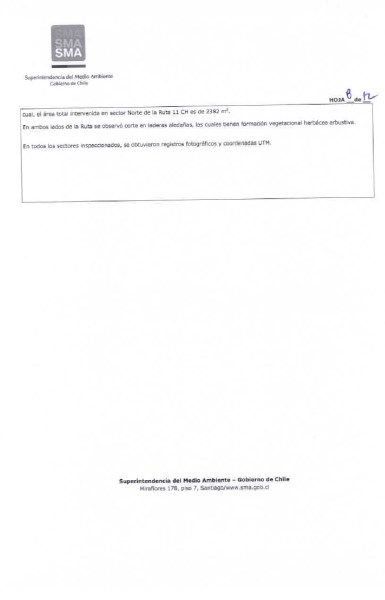 SMA
SMA
SMA
Superintendencia del Medio Ambiente
Gobierno de Chile
HOJA 8 de 12
cual, el área total intervenida en sector Norte de la Ruta 11 CH es de 2382 m².
En ambos lados de la Ruta se observó corte en laderas aledañas, las cuales tienen formación vegetacional herbácea arbustiva.
En todos los sectores inspeccionados, se obtuvieron registros fotográficos y coordenadas UTM.
Superintendencia del Medio Ambiente – Gobierno de Chile
Miraflores 178, piso 7, Santiago/www.sma.gob.cl